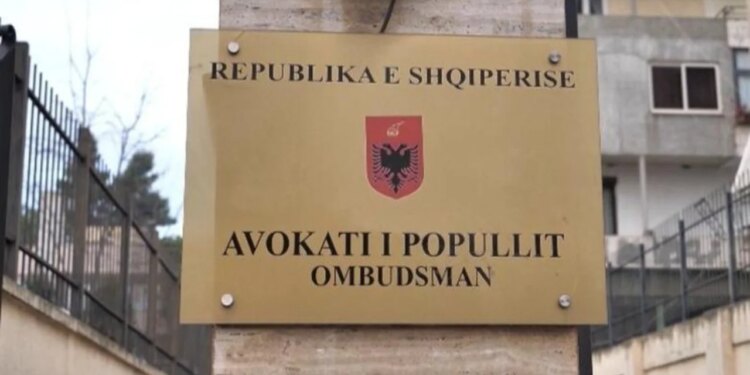 REPUBLIKA E SHQIPERISE
AVOKATI I POPULLIT
OMBUDSMAN